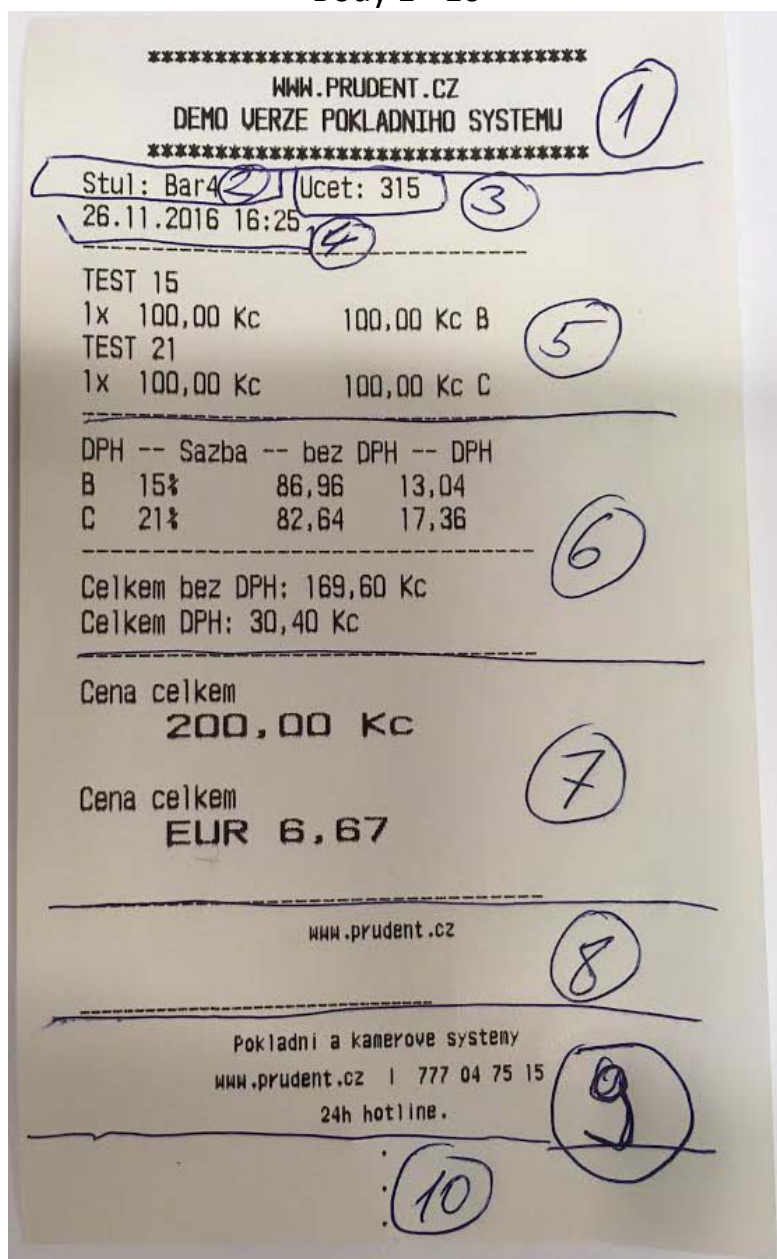 ***********************************
WWW.PRUDENT.CZ
DEMO VERZE POKLADNIHO SYSTEMU
***********************************
1
Stul: Bar4 2 Ucet: 315 3
26.11.2016 16:25 4
----------------------------------
TEST 15
1x 100,00 Kc 100,00 Kc B
5
TEST 21
1x 100,00 Kc 100,00 Kc C
----------------------------------
DPH -- Sazba -- bez DPH -- DPH
B 15% 86,96 13,04
C 21% 82,64 17,36
----------------------------------
6
Celkem bez DPH: 169,60 Kc
Celkem DPH: 30,40 Kc
----------------------------------
Cena celkem
200,00 Kc
7
Cena celkem
EUR 6,67
----------------------------------
www.prudent.cz
8
--------------------------
Pokladni a kamerove systemy
www.prudent.cz | 777 04 75 15
9
24h hotline.
.
. 10
.